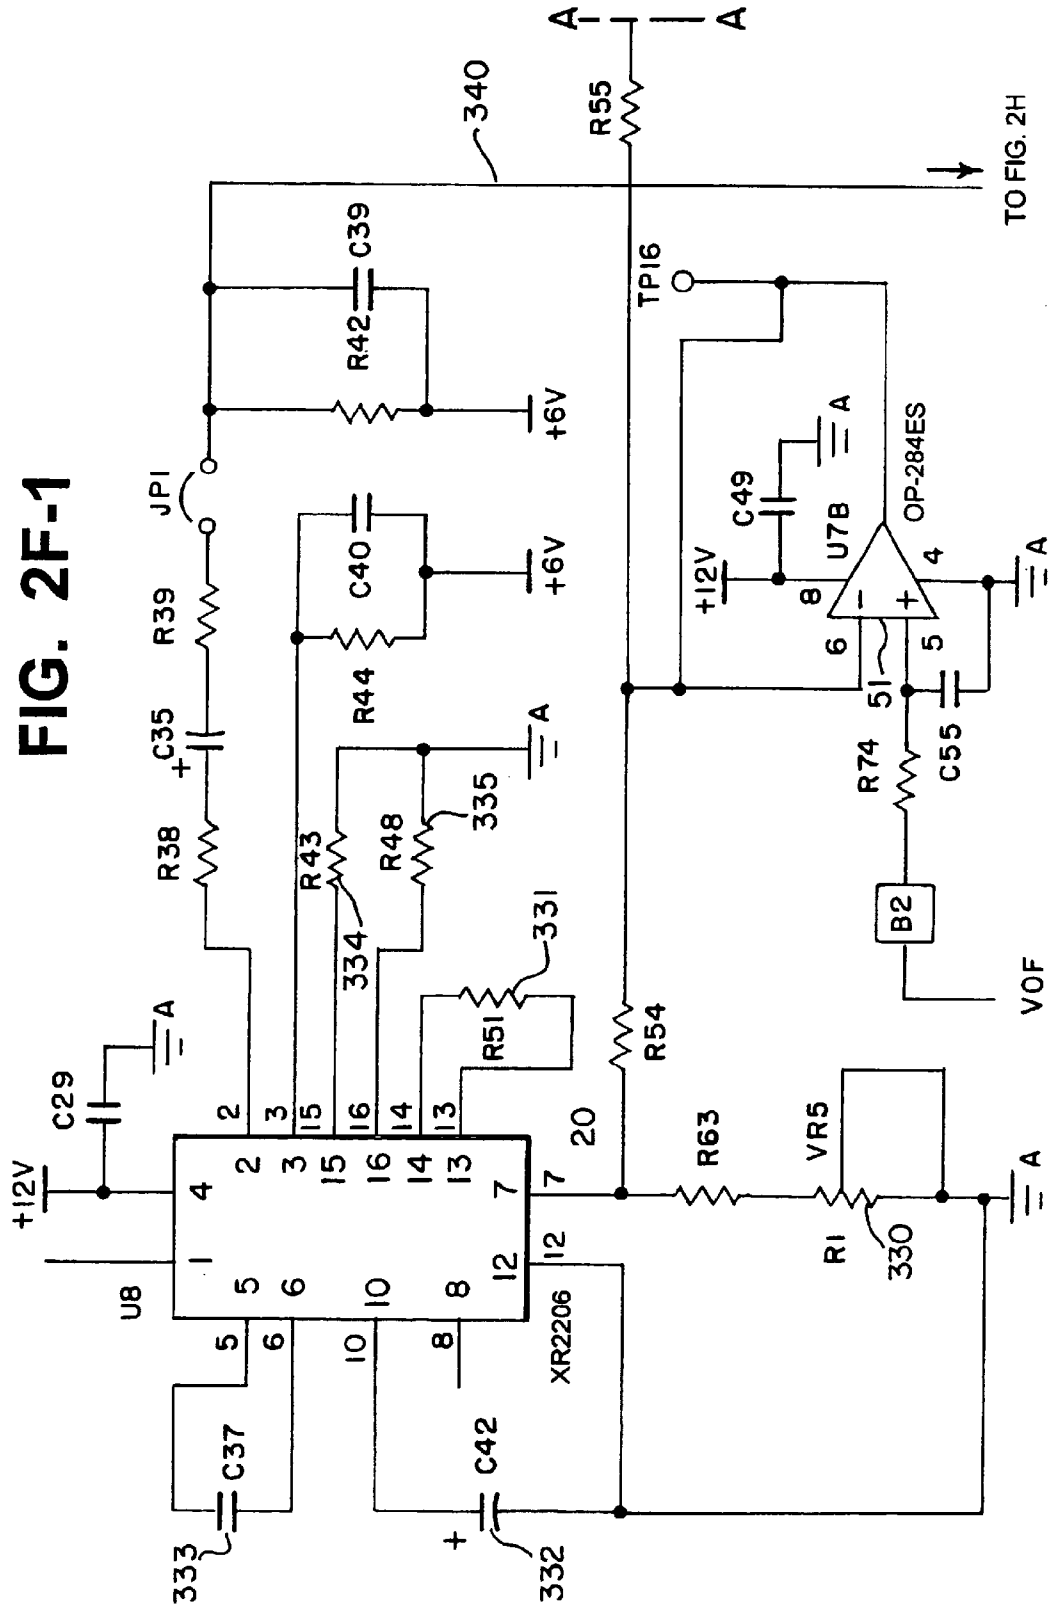 FIG. 2F-1
A
A
R55
340
TO FIG. 2H
JP1
R39
C35
+
R38
R42
C39
+6V
C40
R44
+6V
R43
334
R48
335
A
R51
331
TP16
+12V
C49
A
U7B
OP-284ES
8
6
5
4
51
A
R74
C55
B2
VOF
R54
+12V
C29
A
U8
XR2206
1
4
2
2
3
3
15
15
16
16
14
14
13
13
5
5
6
6
10
10
8
8
12
12
7
7
20
C37
333
C42
+
332
R63
VR5
R1
330
A